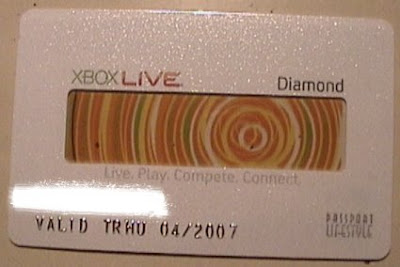 XBOX LIVE
Diamond
Live. Play. Compete. Connect.
VALID THRU 04/2007
PASSPORT
LIFESTYLE